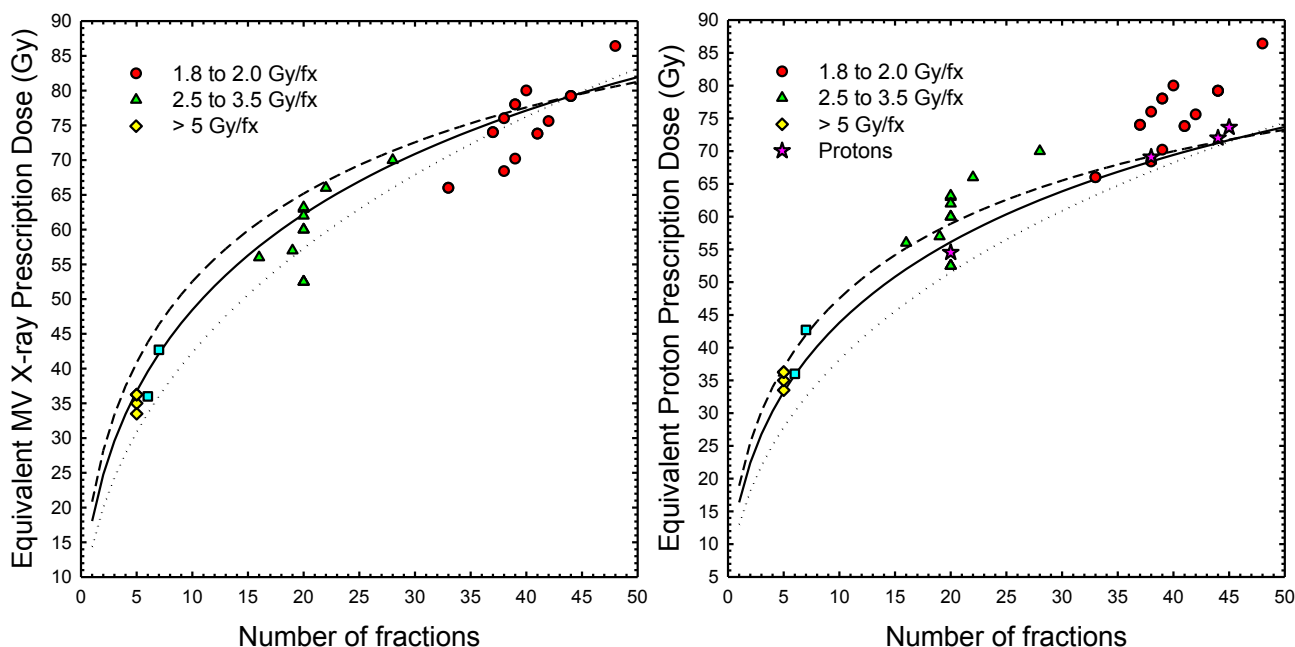 Equivalent MV X-ray Prescription Dose (Gy)
90
85
80
75
70
65
60
55
50
45
40
35
30
25
20
15
10
1.8 to 2.0 Gy/fx
2.5 to 3.5 Gy/fx
> 5 Gy/fx
0 5 10 15 20 25 30 35 40 45 50
Number of fractions
Equivalent Proton Prescription Dose (Gy)
90
85
80
75
70
65
60
55
50
45
40
35
30
25
20
15
10
5
1.8 to 2.0 Gy/fx
2.5 to 3.5 Gy/fx
> 5 Gy/fx
Protons
0 5 10 15 20 25 30 35 40 45 50
Number of fractions